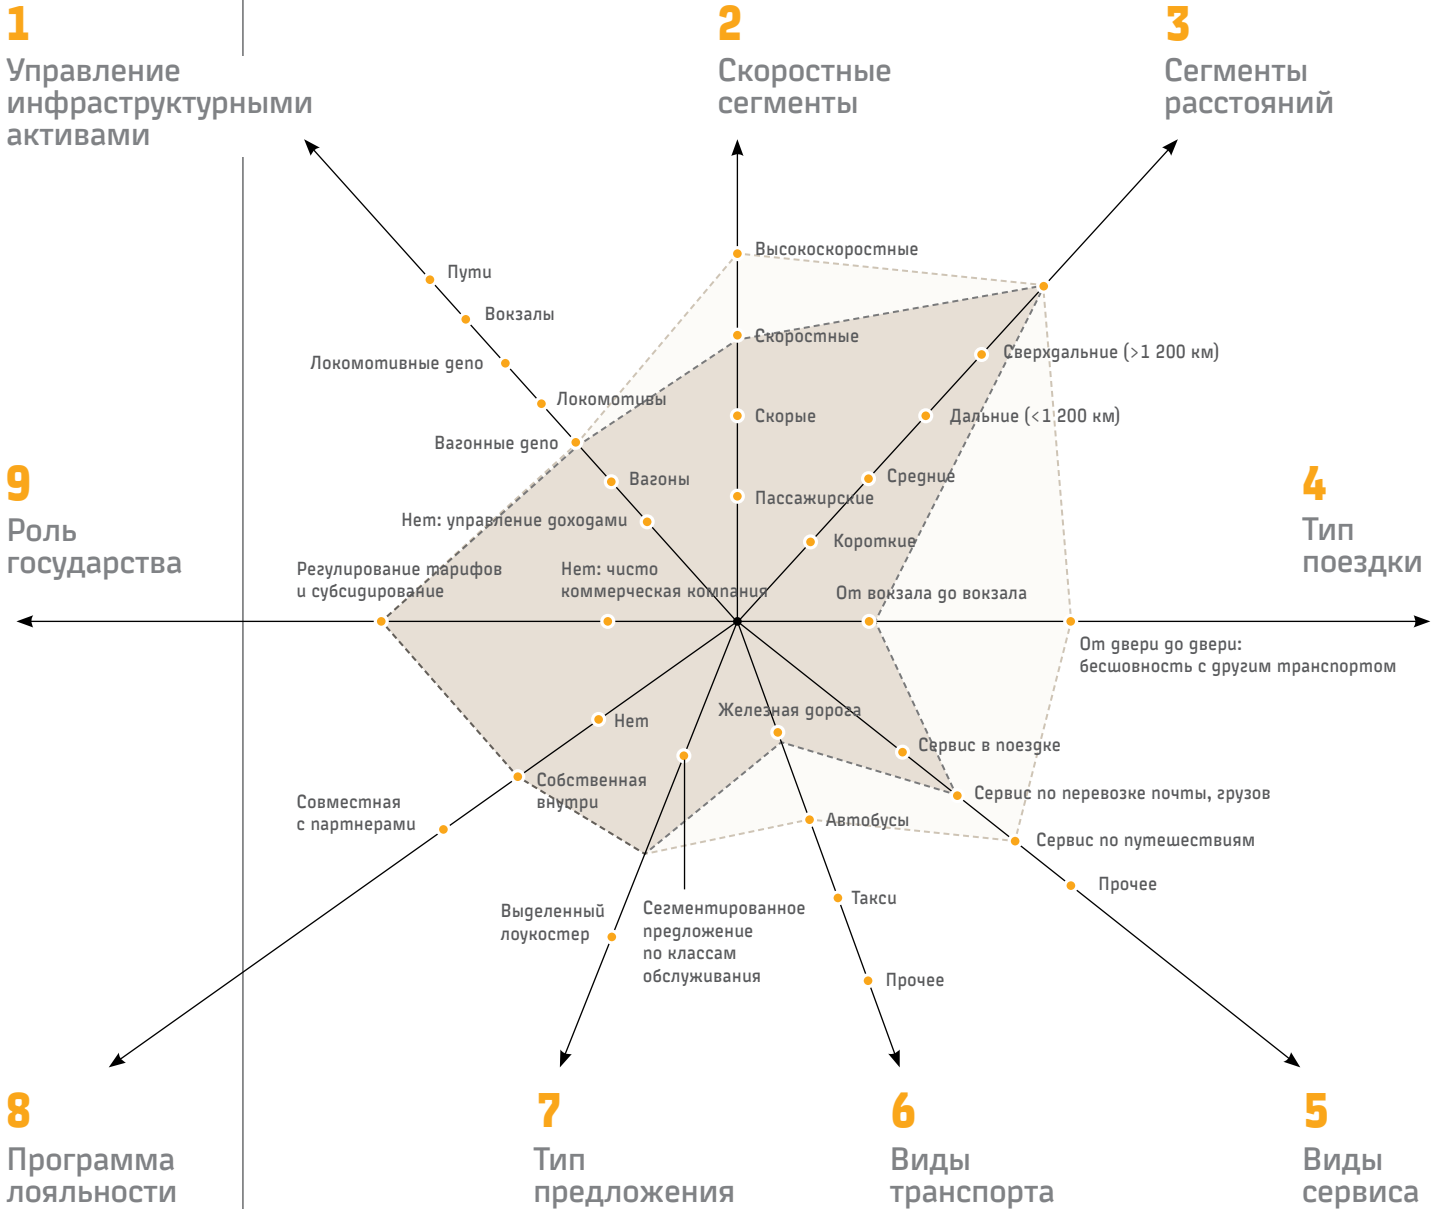 1
Управление
инфраструктурными
активами
2
Скоростные
сегменты
3
Сегменты
расстояний
Высокоскоростные
Пути
Вокзалы
Скоростные
Сверхдальние (>1 200 км)
Локомотивные депо
Локомотивы
Скорые
Дальние (<1 200 км)
Вагонные депо
Вагоны
Средние
Пассажирские
Нет: управление доходами
Короткие
9
Роль
государства
4
Тип
поездки
Регулирование тарифов
и субсидирование
Нет: чисто
коммерческая компания
От вокзала до вокзала
От двери до двери:
бесшовность с другим транспортом
Нет
Железная дорога
Сервис в поездке
Собственная
внутри
Сервис по перевозке почты, грузов
Совместная
с партнерами
Автобусы
Сервис по путешествиям
Прочее
Выделенный
лоукостер
Сегментированное
предложение
по классам
обслуживания
Такси
Прочее
8
Программа
лояльности
7
Тип
предложения
6
Виды
транспорта
5
Виды
сервиса